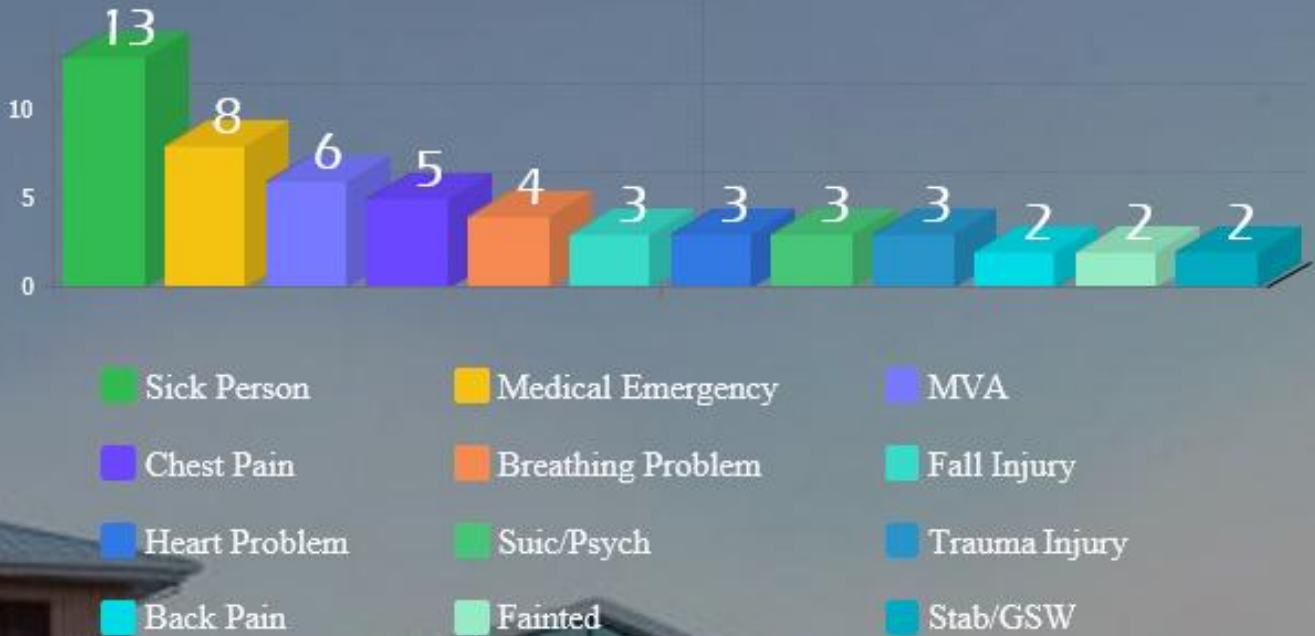 13
8
6
5
4
3
3
3
3
2
2
2
10
5
0
Sick Person
Medical Emergency
MVA
Chest Pain
Breathing Problem
Fall Injury
Heart Problem
Suic/Psych
Trauma Injury
Back Pain
Fainted
Stab/GSW